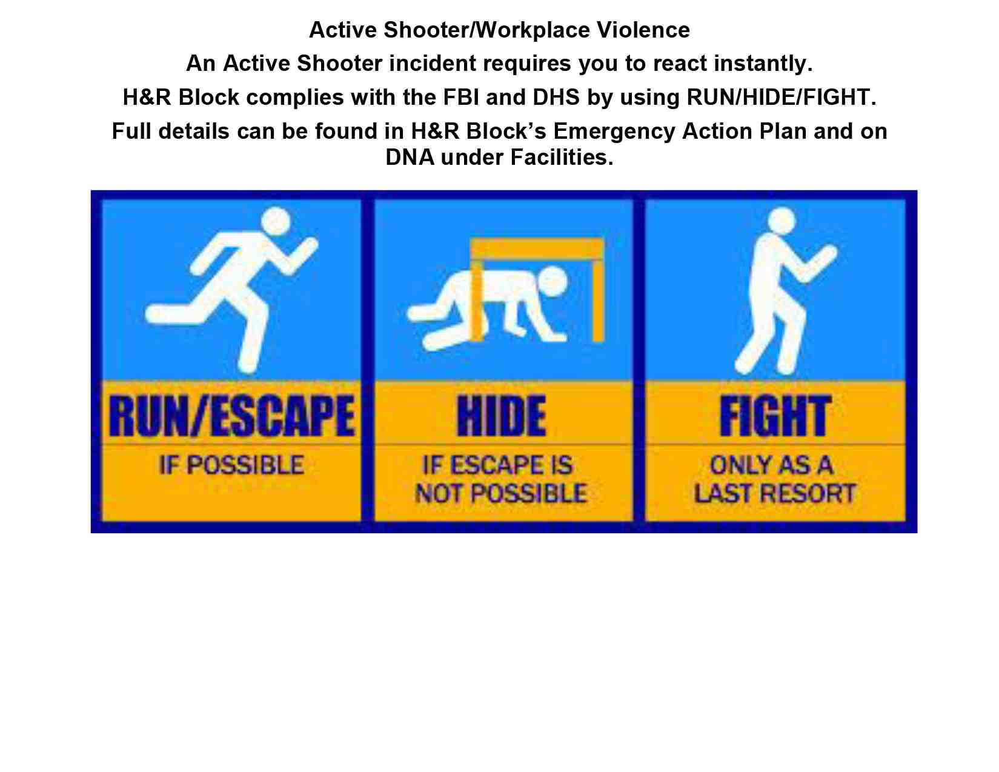 Active Shooter/Workplace Violence
An Active Shooter incident requires you to react instantly.
H&R Block complies with the FBI and DHS by using RUN/HIDE/FIGHT.
Full details can be found in H&R Block’s Emergency Action Plan and on
DNA under Facilities.
RUN/ESCAPE
IF POSSIBLE
HIDE
IF ESCAPE IS
NOT POSSIBLE
FIGHT
ONLY AS A
LAST RESORT